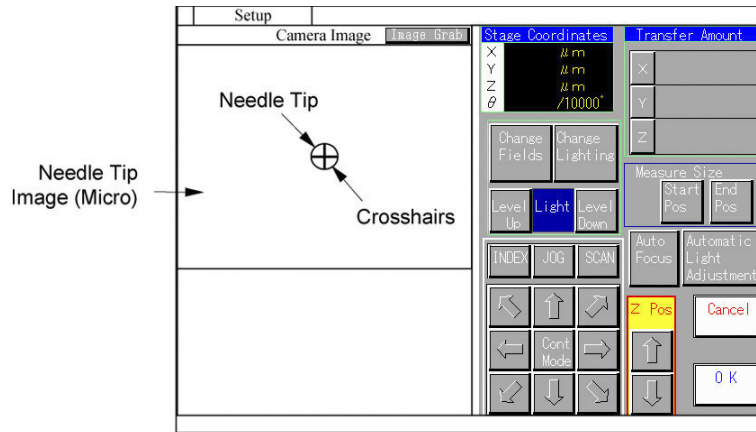 Setup
Camera Image
Image Grab
Needle Tip
Needle Tip
Image (Micro)
Crosshairs
Stage Coordinates
X μm
Y μm
Z μm
θ /10000°
Transfer Amount
X
Y
Z
Change
Fields
Change
Lighting
Measure Size
Start
Pos
End
Pos
Level
Up
Light
Level
Down
Auto
Focus
Automatic
Light
Adjustment
INDEX
JOG
SCAN
Cont
Mode
Z Pos
Cancel
OK